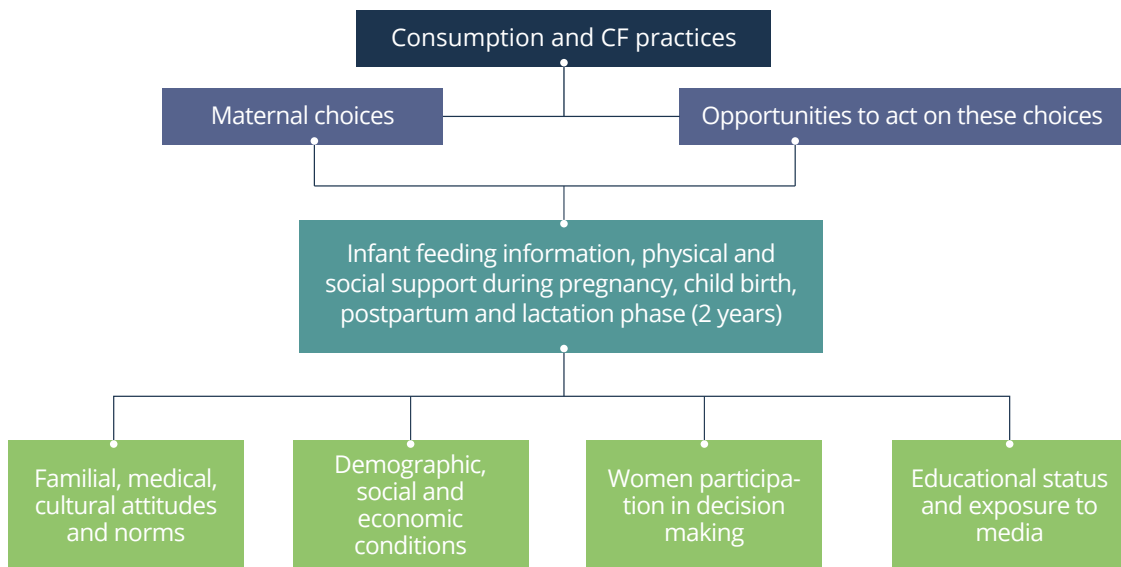 Consumption and CF practices
Maternal choices
Opportunities to act on these choices
Infant feeding information, physical and
social support during pregnancy, child birth,
postpartum and lactation phase (2 years)
Familial, medical,
cultural attitudes
and norms
Demographic,
social and
economic
conditions
Women participa-
tion in decision
making
Educational status
and exposure to
media